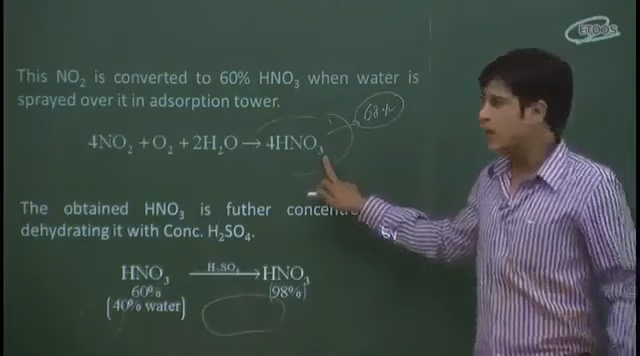 ETOOS
This NO₂ is converted to 60% HNO₃ when water is
sprayed over it in adsorption tower.
68%
4NO₂ + O₂ + 2H₂O → 4HNO₃
The obtained HNO₃ is futher by
dehydrating it with Conc. H₂SO₄.
H₂SO₄
HNO₃ → HNO₃
60% (98%)
(40% water)